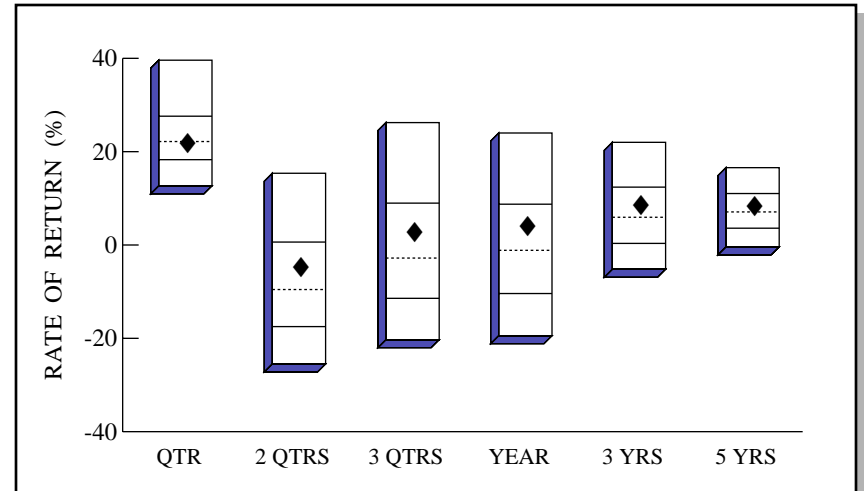 RATE OF RETURN (%)
40
20
0
-20
-40
QTR 2 QTRS 3 QTRS YEAR 3 YRS 5 YRS